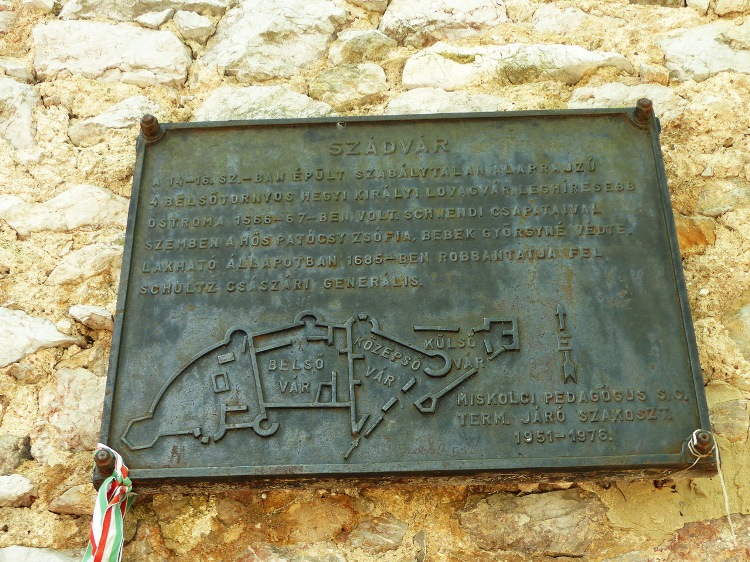 SZÁDVÁR
A 14-16. SZ.-BAN ÉPÜLT SZABÁLYTALAN ALAPRAJZÚ
4 BELSŐTORNYOS HEGYI KIRÁLYI LOVAGVÁR. LEGHÍRESEBB
OSTROMA 1566-67-BEN VOLT. SCHWENDI CSAPATAIVAL
SZEMBEN A HŐS PATÓCSY ZSÓFIA, BEBEK GYÖRGYNÉ VÉDTE.
LAKHATÓ ÁLLAPOTBAN 1685-BEN ROBBANTATJA FEL
SCHULTZ CSÁSZÁRI GENERÁLIS.
BELSŐ
VÁR
KÖZÉPSŐ
VÁR
KÜLSŐ
VÁR
É
MISKOLCI PEDAGÓGUS S.C.
TERM. JÁRÓ SZAKOSZT.
1951-1976.